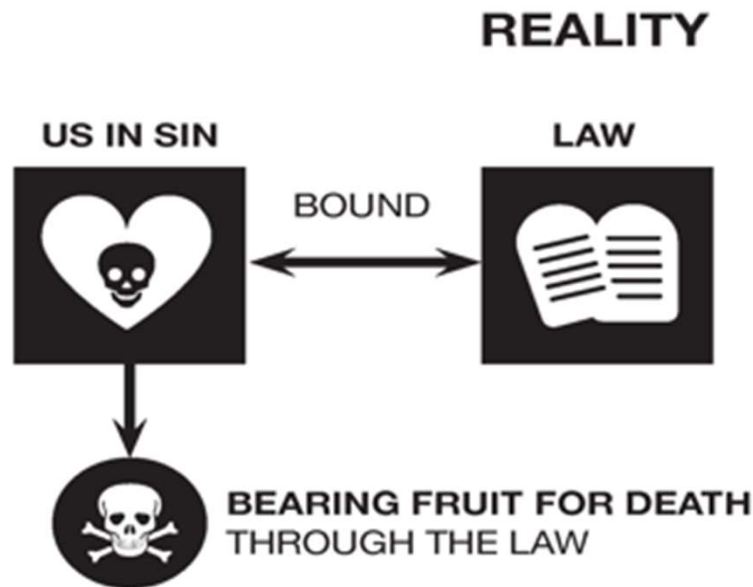 REALITY
US IN SIN
LAW
BOUND
BEARING FRUIT FOR DEATH
THROUGH THE LAW